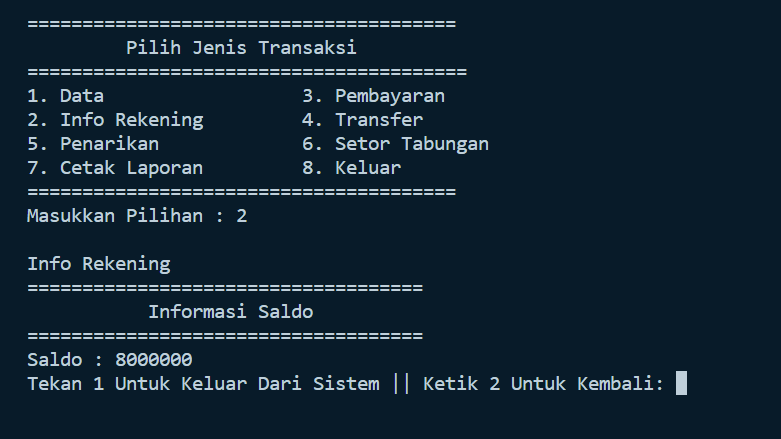 =======================================
Pilih Jenis Transaksi
========================================
1. Data 3. Pembayaran
2. Info Rekening 4. Transfer
5. Penarikan 6. Setor Tabungan
7. Cetak Laporan 8. Keluar
=======================================
Masukkan Pilihan : 2
Info Rekening
====================================
Informasi Saldo
====================================
Saldo : 8000000
Tekan 1 Untuk Keluar Dari Sistem || Ketik 2 Untuk Kembali: